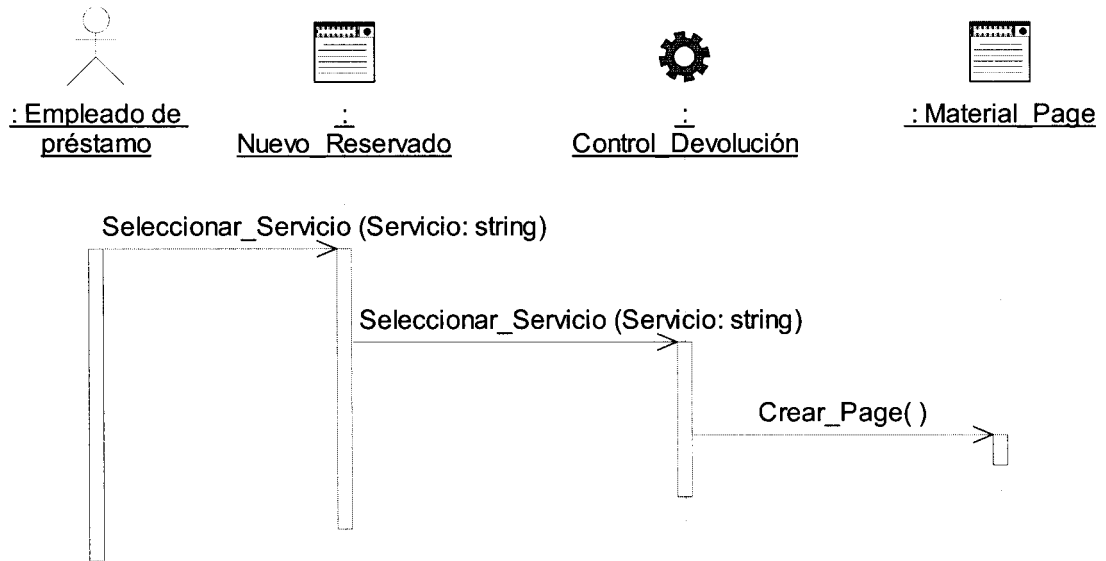 : Empleado de
préstamo
:
Nuevo_Reservado
:
Control_Devolución
: Material_Page
Seleccionar_Servicio (Servicio: string)
Seleccionar_Servicio (Servicio: string)
Crear_Page( )